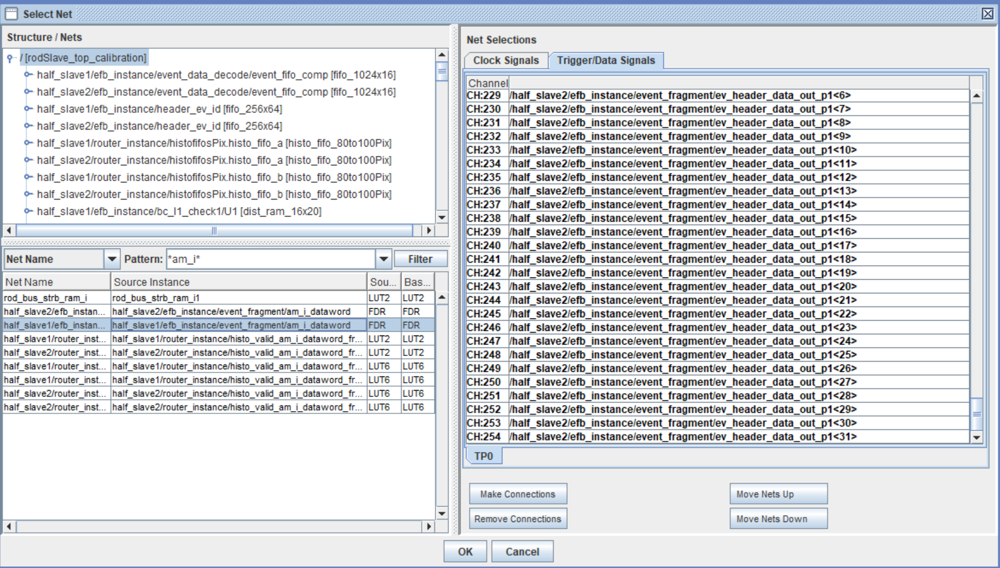 Select Net
Structure / Nets
/ [rodSlave_top_calibration]
half_slave1/efb_instance/event_data_decode/event_fifo_comp [fifo_1024x16]
half_slave2/efb_instance/event_data_decode/event_fifo_comp [fifo_1024x16]
half_slave1/efb_instance/header_ev_id [fifo_256x64]
half_slave2/efb_instance/header_ev_id [fifo_256x64]
half_slave1/router_instance/histofifosPix.histo_fifo_a [histo_fifo_80to100Pix]
half_slave2/router_instance/histofifosPix.histo_fifo_a [histo_fifo_80to100Pix]
half_slave1/router_instance/histofifosPix.histo_fifo_b [histo_fifo_80to100Pix]
half_slave2/router_instance/histofifosPix.histo_fifo_b [histo_fifo_80to100Pix]
half_slave1/efb_instance/bc_l1_check1/U1 [dist_ram_16x20]
Net Name Pattern: *am_i* Filter
Net Name Source Instance Sou... Bas...
rod_bus_strb_ram_i rod_bus_strb_ram_i1 LUT2 LUT2
half_slave2/efb_instan... half_slave2/efb_instance/event_fragment/am_i_dataword FDR FDR
half_slave1/efb_instan... half_slave1/efb_instance/event_fragment/am_i_dataword FDR FDR
half_slave1/router_inst... half_slave1/router_instance/histo_valid_am_i_dataword_fr... LUT2 LUT2
half_slave2/router_inst... half_slave2/router_instance/histo_valid_am_i_dataword_fr... LUT2 LUT2
half_slave1/router_inst... half_slave1/router_instance/histo_valid_am_i_dataword_fr... LUT6 LUT6
half_slave1/router_inst... half_slave1/router_instance/histo_valid_am_i_dataword_fr... LUT6 LUT6
half_slave2/router_inst... half_slave2/router_instance/histo_valid_am_i_dataword_fr... LUT6 LUT6
half_slave2/router_inst... half_slave2/router_instance/histo_valid_am_i_dataword_fr... LUT6 LUT6
Net Selections
Clock Signals Trigger/Data Signals
Channel
CH:229 /half_slave2/efb_instance/event_fragment/ev_header_data_out_p1<6>
CH:230 /half_slave2/efb_instance/event_fragment/ev_header_data_out_p1<7>
CH:231 /half_slave2/efb_instance/event_fragment/ev_header_data_out_p1<8>
CH:232 /half_slave2/efb_instance/event_fragment/ev_header_data_out_p1<9>
CH:233 /half_slave2/efb_instance/event_fragment/ev_header_data_out_p1<10>
CH:234 /half_slave2/efb_instance/event_fragment/ev_header_data_out_p1<11>
CH:235 /half_slave2/efb_instance/event_fragment/ev_header_data_out_p1<12>
CH:236 /half_slave2/efb_instance/event_fragment/ev_header_data_out_p1<13>
CH:237 /half_slave2/efb_instance/event_fragment/ev_header_data_out_p1<14>
CH:238 /half_slave2/efb_instance/event_fragment/ev_header_data_out_p1<15>
CH:239 /half_slave2/efb_instance/event_fragment/ev_header_data_out_p1<16>
CH:240 /half_slave2/efb_instance/event_fragment/ev_header_data_out_p1<17>
CH:241 /half_slave2/efb_instance/event_fragment/ev_header_data_out_p1<18>
CH:242 /half_slave2/efb_instance/event_fragment/ev_header_data_out_p1<19>
CH:243 /half_slave2/efb_instance/event_fragment/ev_header_data_out_p1<20>
CH:244 /half_slave2/efb_instance/event_fragment/ev_header_data_out_p1<21>
CH:245 /half_slave2/efb_instance/event_fragment/ev_header_data_out_p1<22>
CH:246 /half_slave2/efb_instance/event_fragment/ev_header_data_out_p1<23>
CH:247 /half_slave2/efb_instance/event_fragment/ev_header_data_out_p1<24>
CH:248 /half_slave2/efb_instance/event_fragment/ev_header_data_out_p1<25>
CH:249 /half_slave2/efb_instance/event_fragment/ev_header_data_out_p1<26>
CH:250 /half_slave2/efb_instance/event_fragment/ev_header_data_out_p1<27>
CH:251 /half_slave2/efb_instance/event_fragment/ev_header_data_out_p1<28>
CH:252 /half_slave2/efb_instance/event_fragment/ev_header_data_out_p1<29>
CH:253 /half_slave2/efb_instance/event_fragment/ev_header_data_out_p1<30>
CH:254 /half_slave2/efb_instance/event_fragment/ev_header_data_out_p1<31>
TP0
Make Connections Move Nets Up
Remove Connections Move Nets Down
OK Cancel